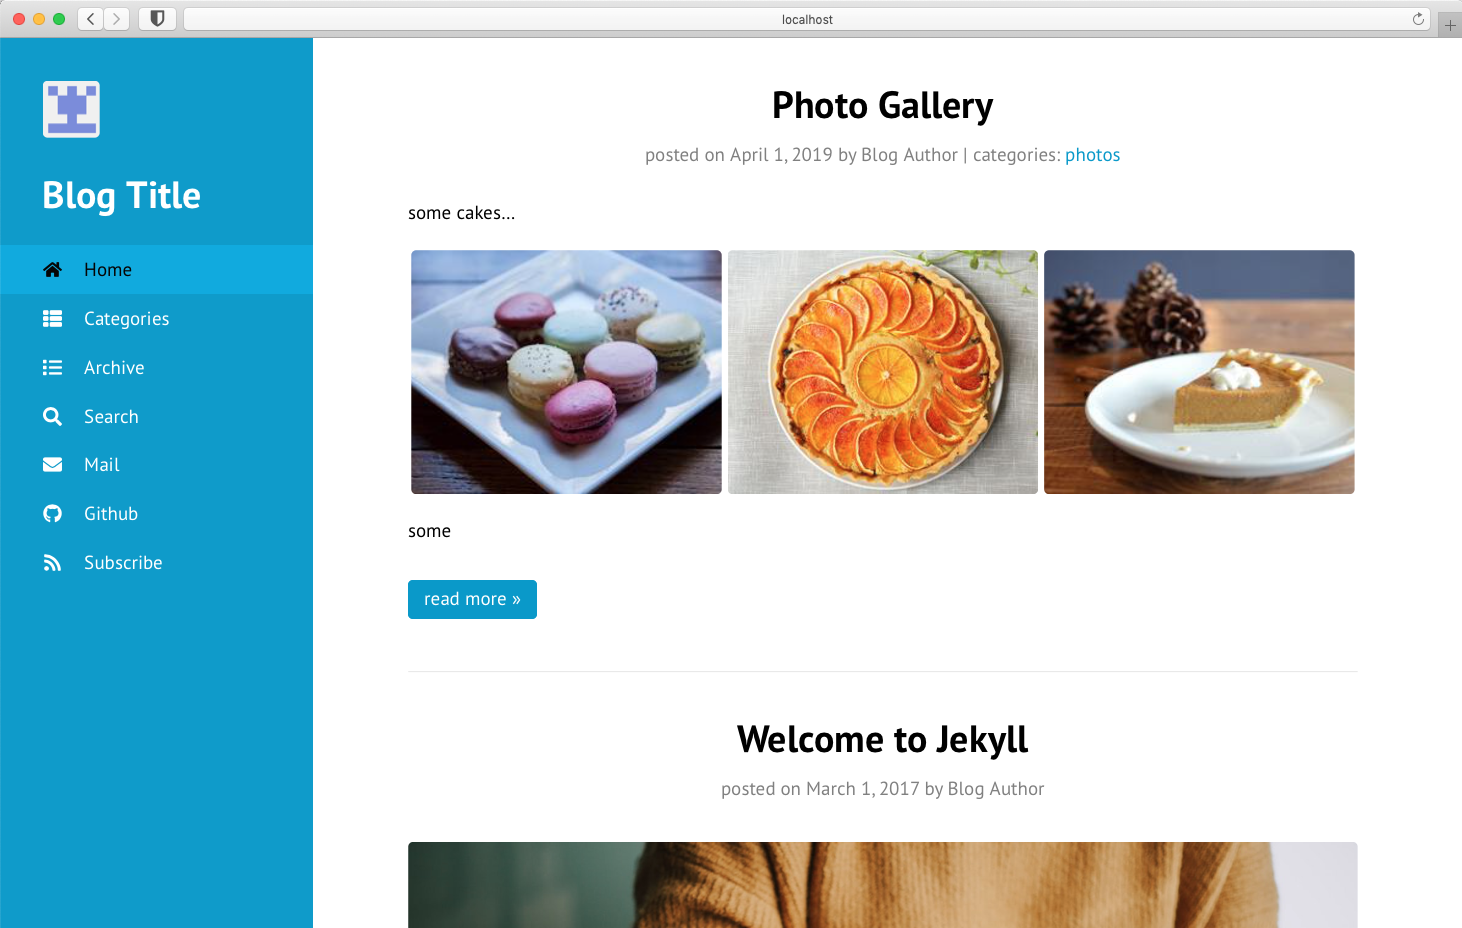 localhost
Blog Title
Home
Categories
Archive
Search
Mail
Github
Subscribe
Photo Gallery
posted on April 1, 2019 by Blog Author | categories: photos
some cakes...
some
read more »
Welcome to Jekyll
posted on March 1, 2017 by Blog Author